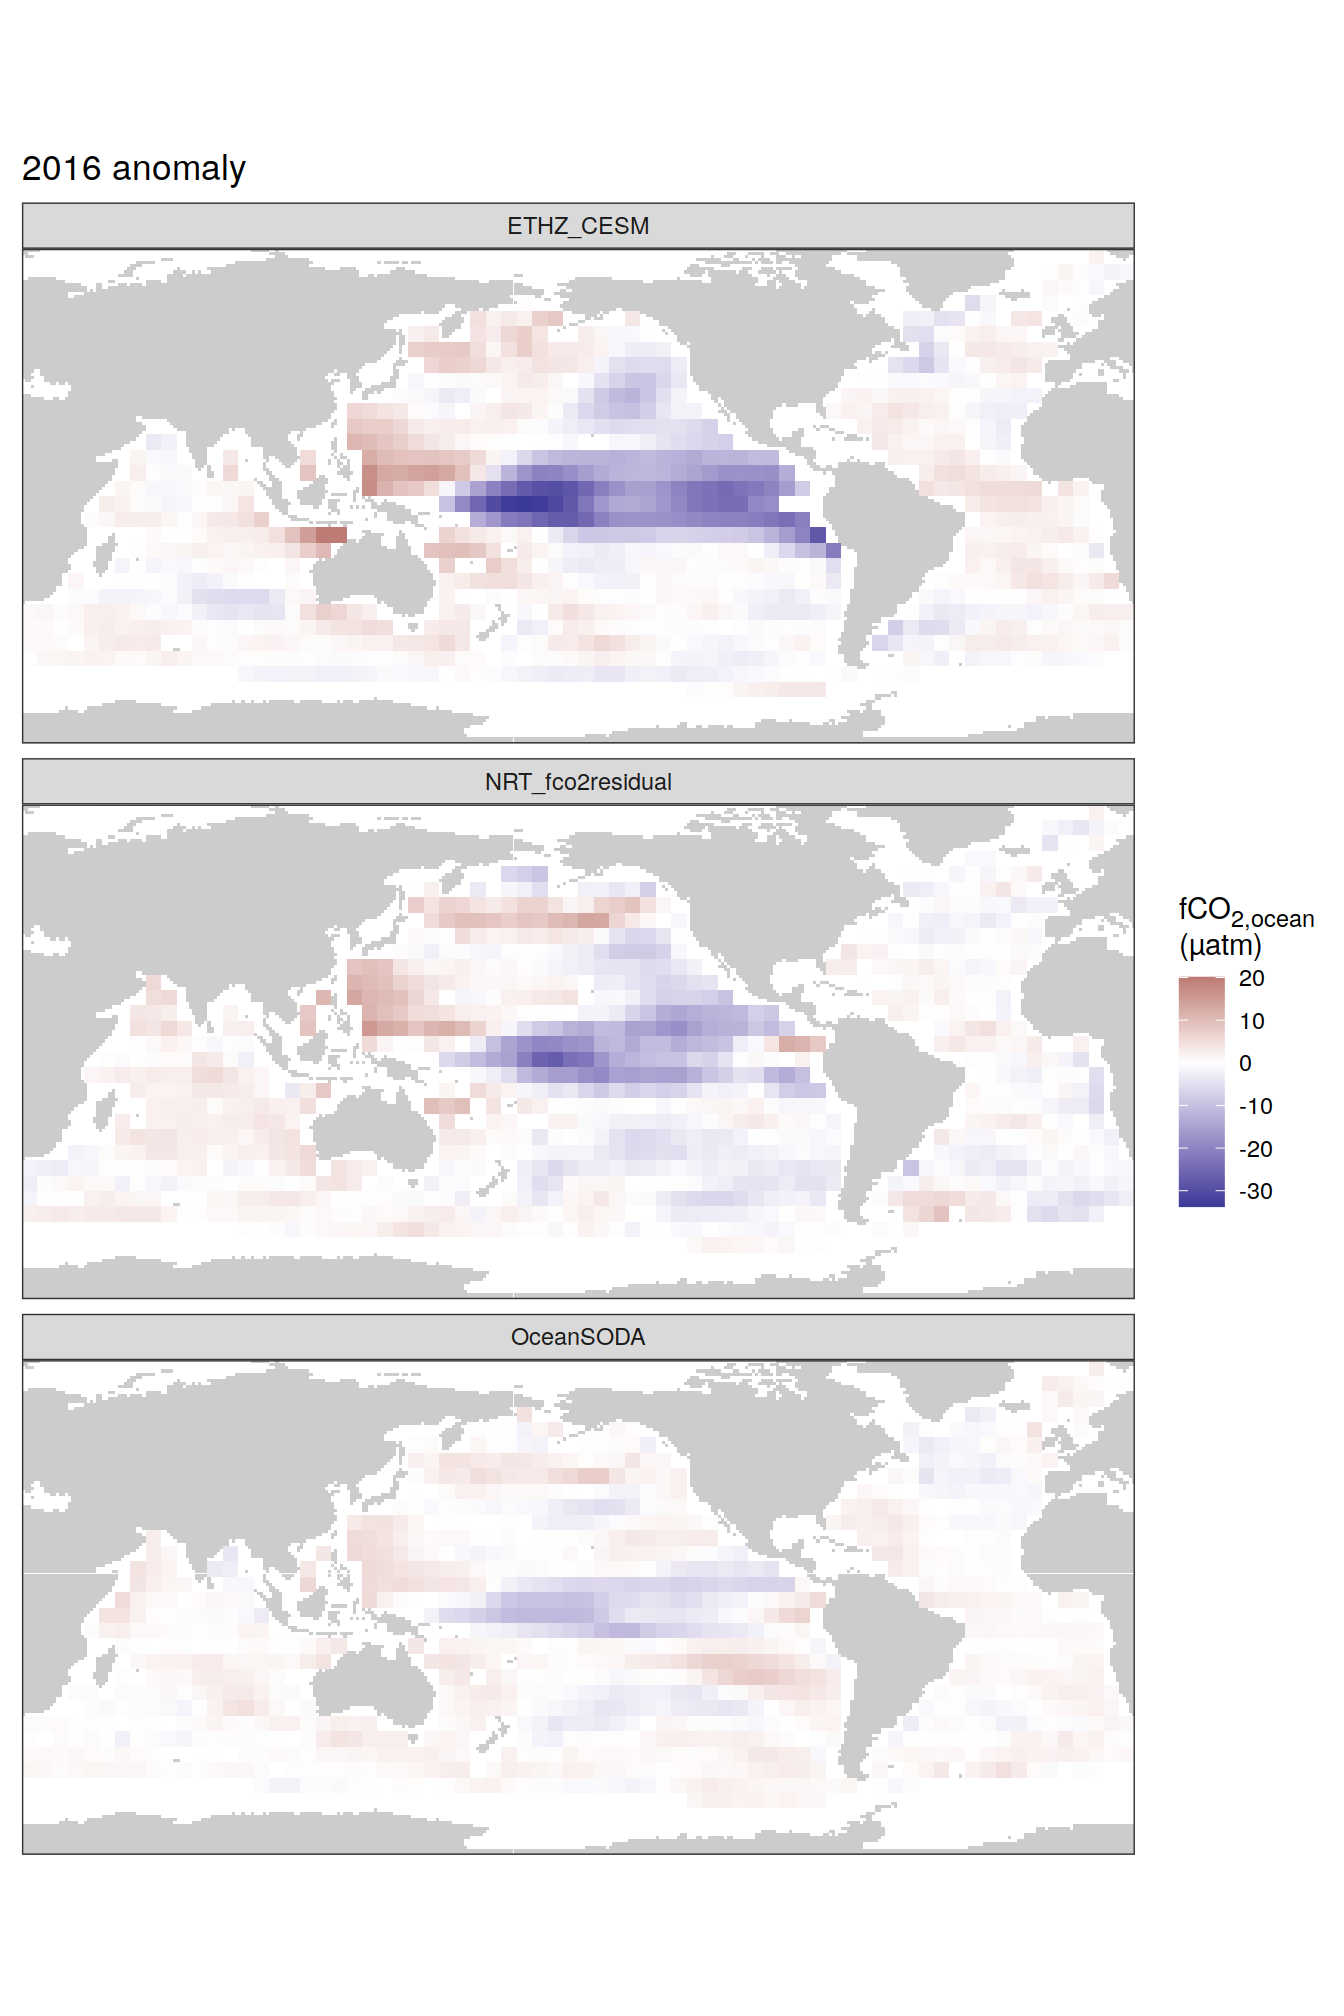 2016 anomaly
ETHZ_CESM
NRT_fco2residual
fCO2,ocean
(µatm)
20
10
0
-10
-20
-30
OceanSODA